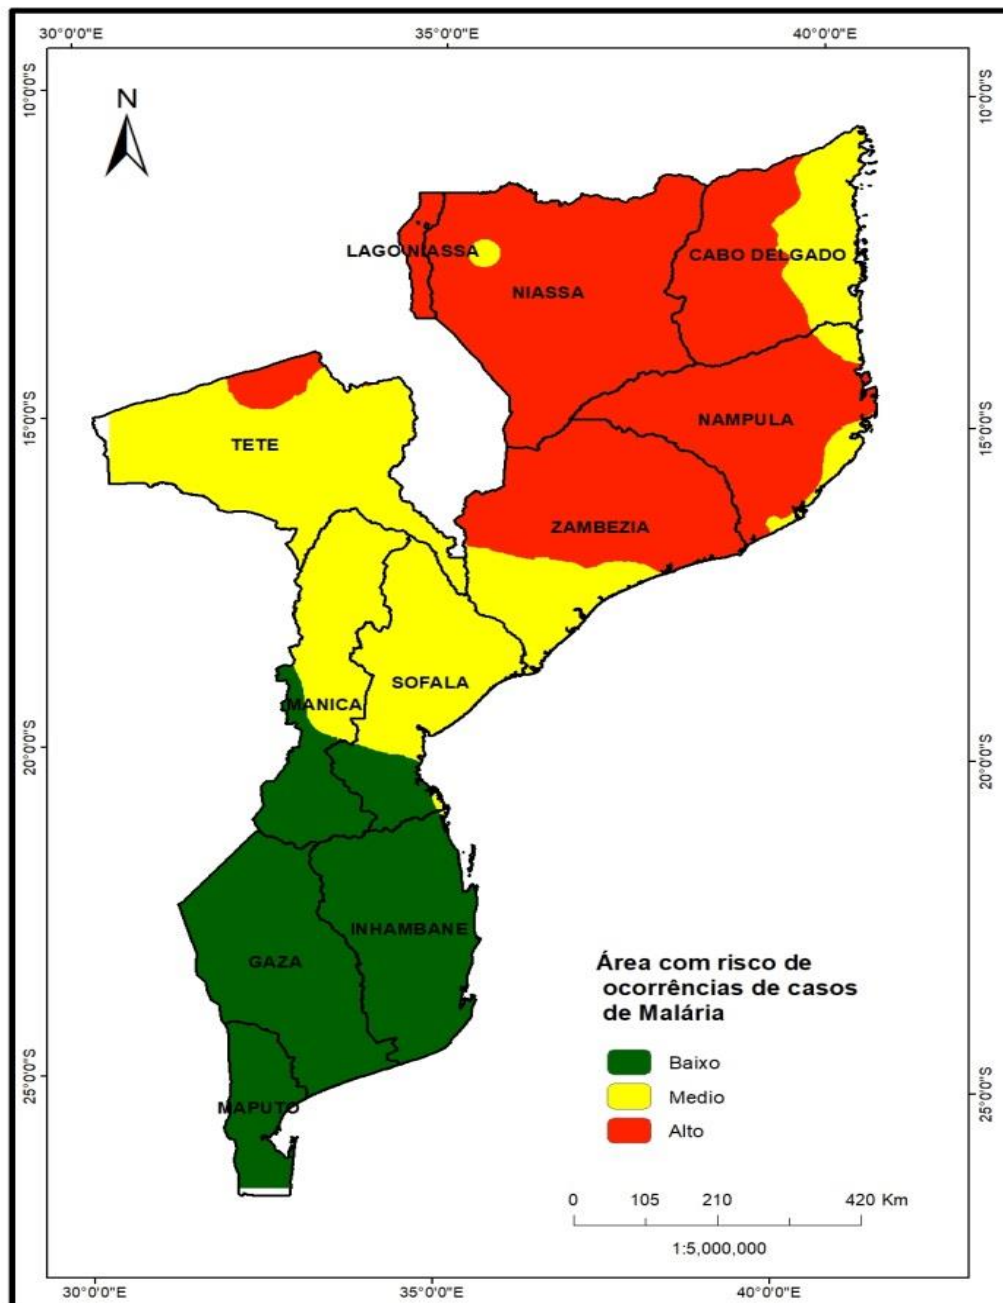 30°0'0"E 35°0'0"E 40°0'0"E
10°0'0"S
10°0'0"S
N
LAGO NIASSA
CABO DELGADO
NIASSA
15°0'0"S
15°0'0"S
NAMPULA
TETE
ZAMBEZIA
SOFALA
MANICA
20°0'0"S
20°0'0"S
INHAMBANE
GAZA
Área com risco de
ocorrências de casos
de Malária
Baixo
Medio
Alto
25°0'0"S
25°0'0"S
MAPUTO
0 105 210 420 Km
1:5,000,000
30°0'0"E 35°0'0"E 40°0'0"E